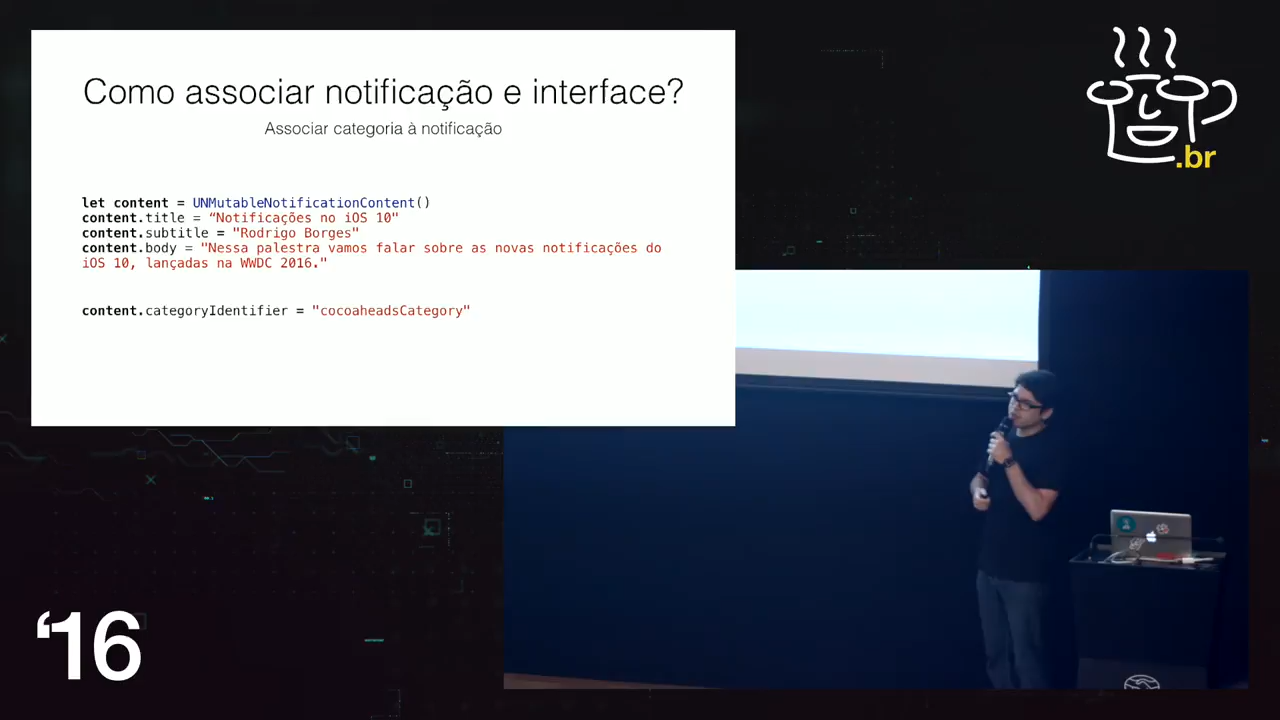 Como associar notificação e interface?
Associar categoria à notificação
let content = UNMutableNotificationContent()
content.title = “Notificações no iOS 10"
content.subtitle = "Rodrigo Borges"
content.body = "Nessa palestra vamos falar sobre as novas notificações do
iOS 10, lançadas na WWDC 2016."
content.categoryIdentifier = "cocoaheadsCategory"
.br
‘16